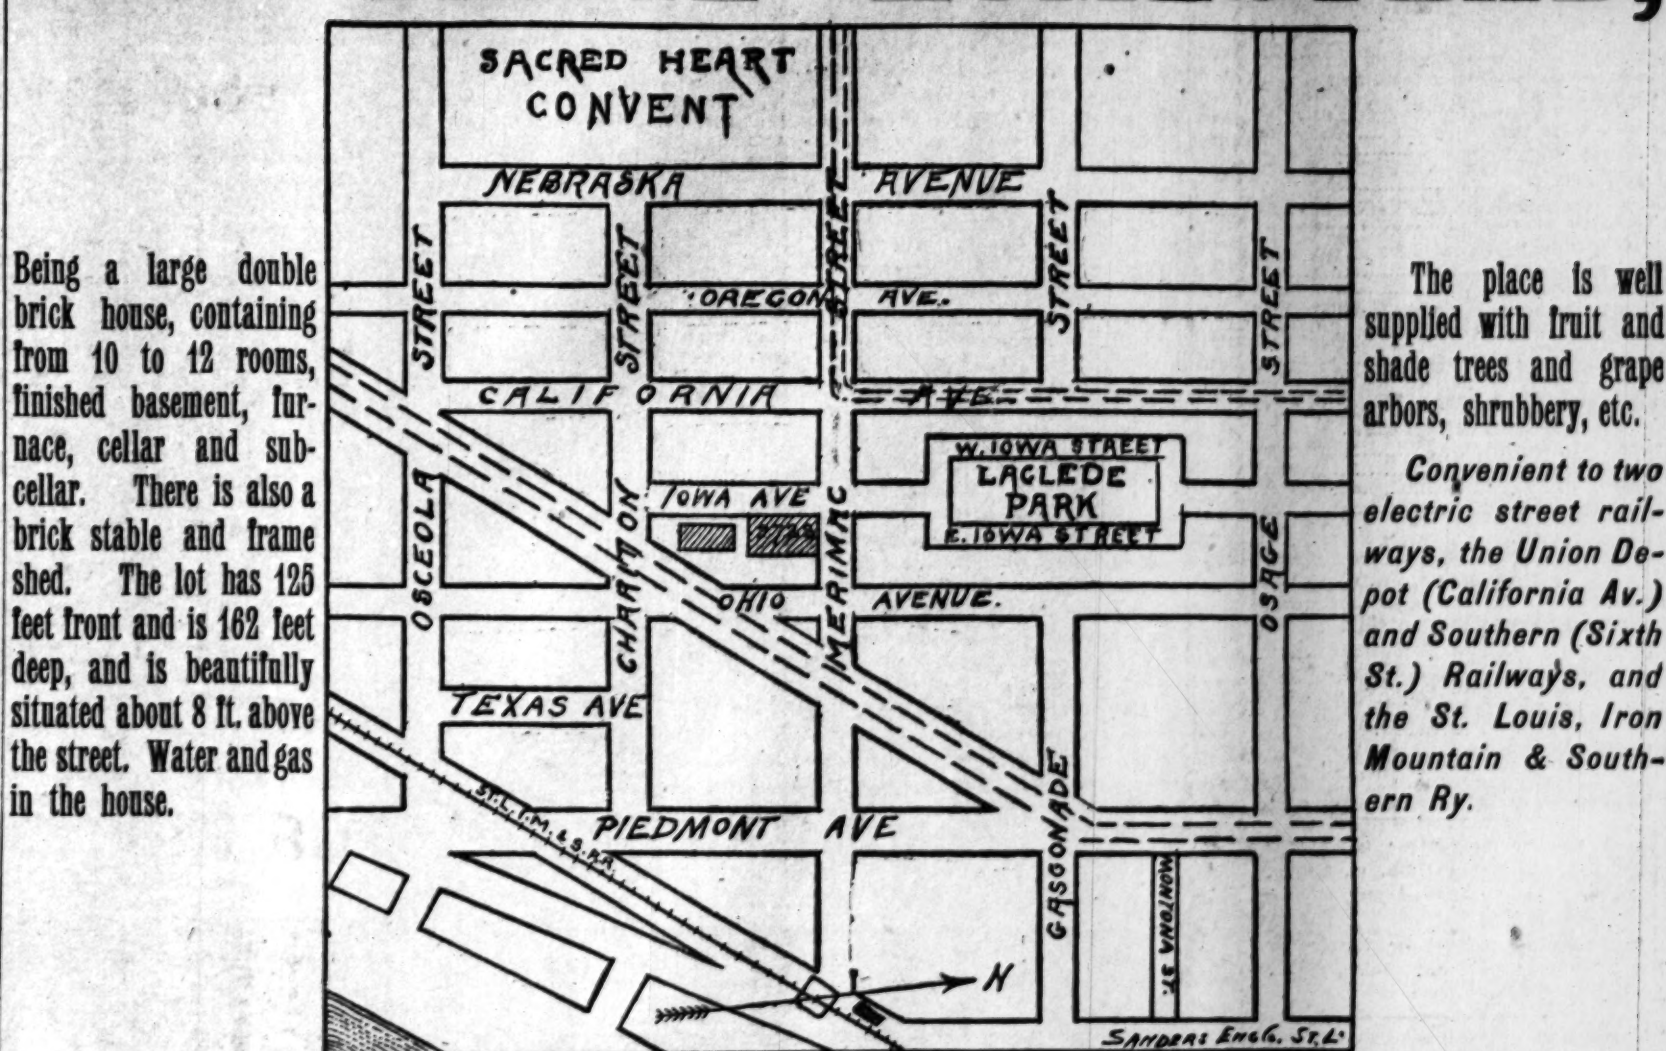 Being a large double
brick house, containing
from 10 to 12 rooms,
finished basement, fur-
nace, cellar and sub-
cellar. There is also a
brick stable and frame
shed. The lot has 125
feet front and is 162 feet
deep, and is beautifully
situated about 8 ft. above
the street. Water and gas
in the house.
SACRED HEART
CONVENT
NEBRASKA AVENUE
OREGON AVE.
CALIFORNIA AVE
W. IOWA STREET
LACLEDE
PARK
E. IOWA STREET
IOWA AVE
OHIO AVENUE.
TEXAS AVE
PIEDMONT AVE
ST. L. I. M. & S. R.R
OSCEOLA STREET
CHARITON STREET
MERIMAC STREET
GASCONADE STREET
OSAGE STREET
MONTONA ST.
N
SANDERS ENG. CO. ST. L.
The place is well
supplied with fruit and
shade trees and grape
arbors, shrubbery, etc.
Convenient to two
electric street rail-
ways, the Union De-
pot (California Av.)
and Southern (Sixth
St.) Railways, and
the St. Louis, Iron
Mountain & South-
ern Ry.